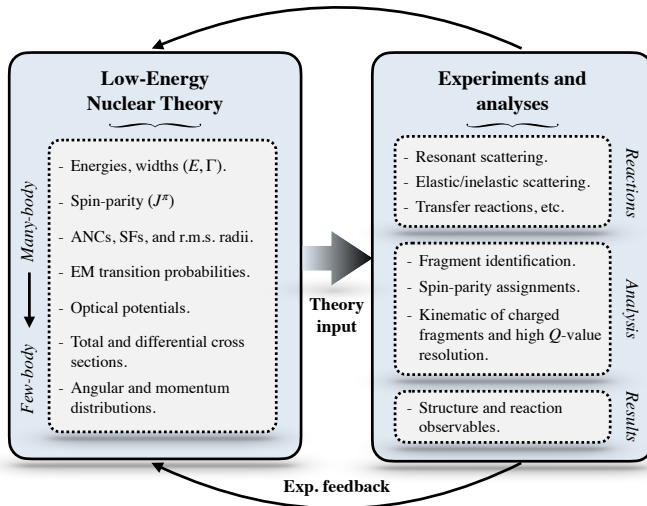 Low-Energy
Nuclear Theory
- Energies, widths (E, Γ).
- Spin-parity (J^π)
- ANCs, SFs, and r.m.s. radii.
- EM transition probabilities.
- Optical potentials.
- Total and differential cross
sections.
- Angular and momentum
distributions.
Many-body
Few-body
Theory
input
Experiments and
analyses
- Resonant scattering.
- Elastic/inelastic scattering.
- Transfer reactions, etc.
Reactions
- Fragment identification.
- Spin-parity assignments.
- Kinematic of charged
fragments and high Q-value
resolution.
Analysis
- Structure and reaction
observables.
Results
Exp. feedback